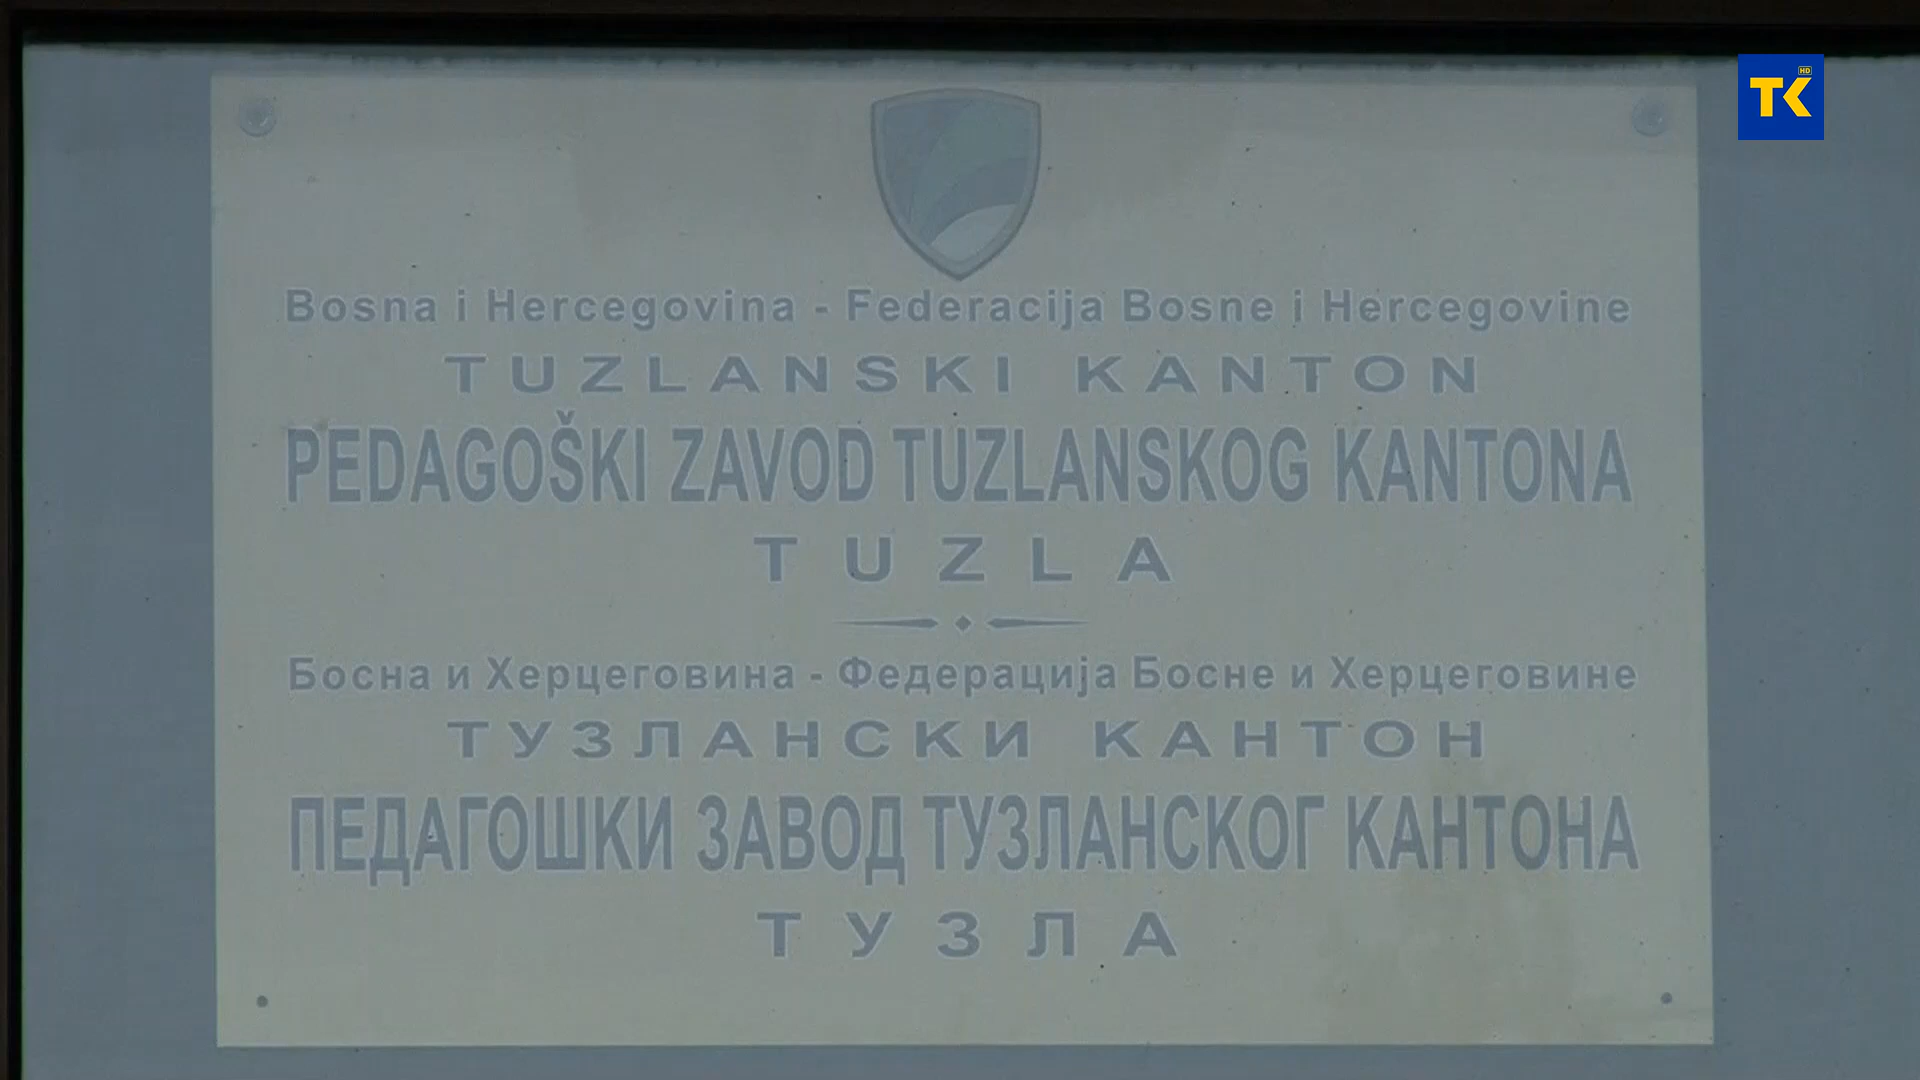 TK HD
Bosna i Hercegovina - Federacija Bosne i Hercegovine
TUZLANSKI KANTON
PEDAGOŠKI ZAVOD TUZLANSKOG KANTONA
TUZLA
Босна и Херцеговина - Федерација Босне и Херцеговине
ТУЗЛАНСКИ КАНТОН
ПЕДАГОШКИ ЗАВОД ТУЗЛАНСКОГ КАНТОНА
ТУЗЛА